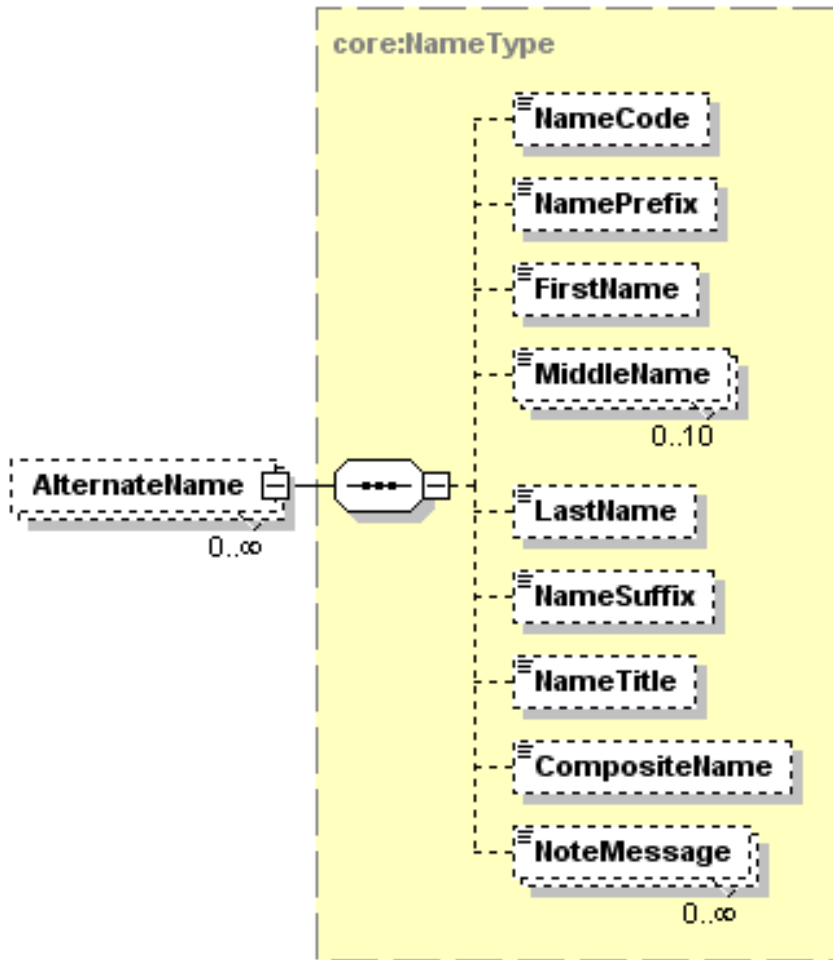 core:NameType
NameCode
NamePrefix
FirstName
MiddleName
0..10
AlternateName
0..∞
LastName
NameSuffix
NameTitle
CompositeName
NoteMessage
0..∞